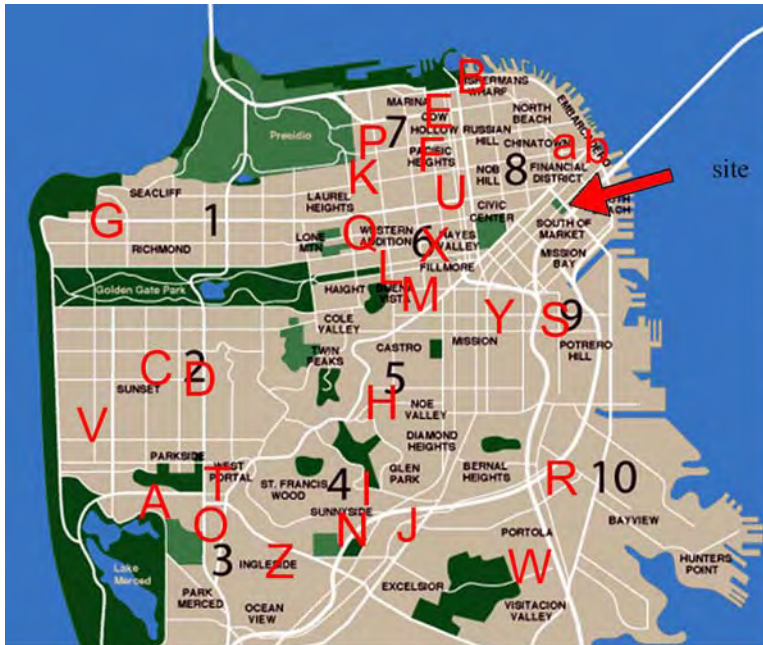 B
FISHERMANS
WHARF
MARINA
E
NORTH
BEACH
EMBARCADERO
COW
HOLLOW
RUSSIAN
HILL
CHINATOWN
Presidio
P
7
F
PACIFIC
HEIGHTS
a
b
NOB
HILL
8
FINANCIAL
DISTRICT
site
K
SEACLIFF
LAUREL
HEIGHTS
U
CIVIC
CENTER
SOUTH
BEACH
G
1
SOUTH OF
MARKET
Q
WESTERN
ADDITION
6
X
HAYES
VALLEY
RICHMOND
LONE
MTN
MISSION
BAY
L
FILLMORE
Golden Gate Park
HAIGHT
BUENA
VISTA
M
Y
S
9
COLE
VALLEY
MISSION
POTRERO
HILL
TWIN
PEAKS
CASTRO
C
2
D
SUNSET
5
H
NOE
VALLEY
V
DIAMOND
HEIGHTS
PARKSIDE
WEST
PORTAL
T
ST. FRANCIS
WOOD
4
I
GLEN
PARK
BERNAL
HEIGHTS
R
10
A
O
SUNNYSIDE
N
J
PORTOLA
BAYVIEW
3
Z
INGLESIDE
W
HUNTERS
POINT
Lake
Merced
PARK
MERCED
OCEAN
VIEW
EXCELSIOR
VISITACION
VALLEY